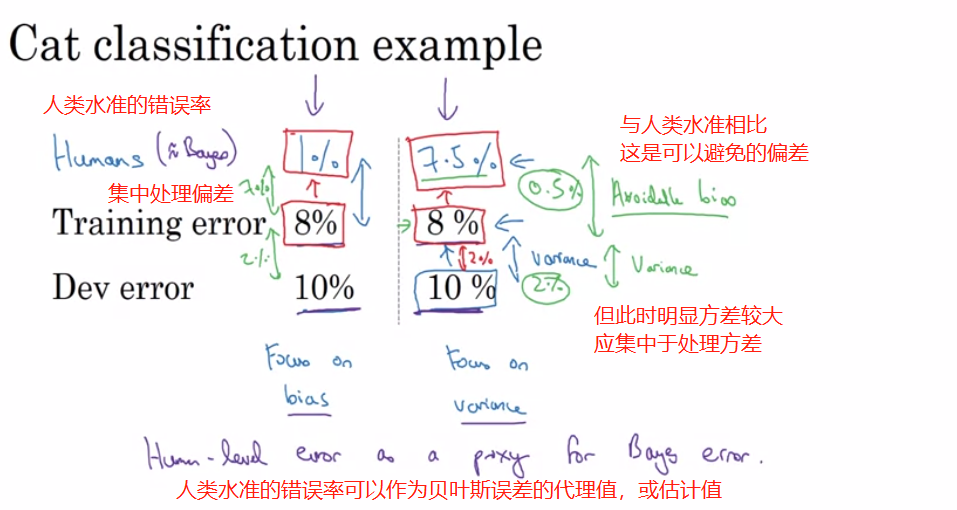 Cat classification example
人类水准的错误率
Humans (≈ Bayes)
1%
7.5%
与人类水准相比
这是可以避免的偏差
7%
集中处理偏差
0.5%
Avoidable bias
Training error
8%
8 %
2%
2%
Variance
Variance
Dev error
10%
10 %
2%
但此时明显方差较大
应集中于处理方差
Focus on
bias
Focus on
variance
Human-level error as a proxy for Bayes error.
人类水准的错误率可以作为贝叶斯误差的代理值，或估计值